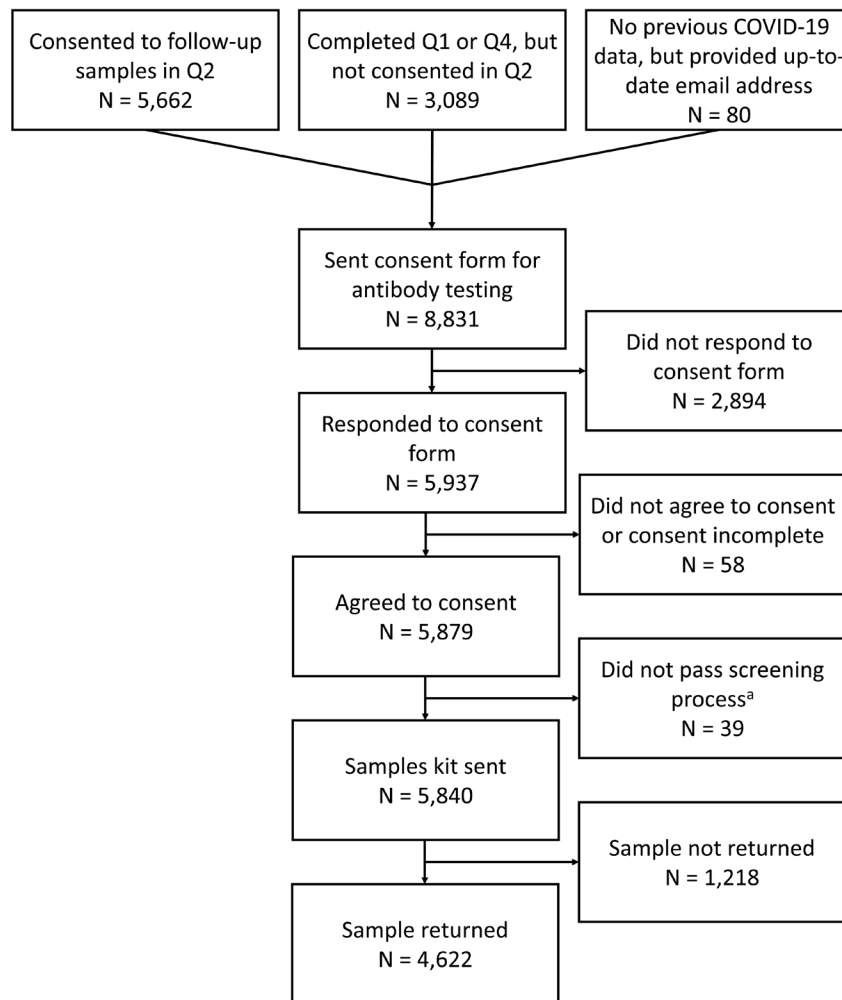 Consented to follow-up
samples in Q2
N = 5,662
Completed Q1 or Q4, but
not consented in Q2
N = 3,089
No previous COVID-19
data, but provided up-to-
date email address
N = 80
Sent consent form for
antibody testing
N = 8,831
Did not respond to
consent form
N = 2,894
Responded to consent
form
N = 5,937
Did not agree to consent
or consent incomplete
N = 58
Agreed to consent
N = 5,879
Did not pass screening
processᵃ
N = 39
Samples kit sent
N = 5,840
Sample not returned
N = 1,218
Sample returned
N = 4,622